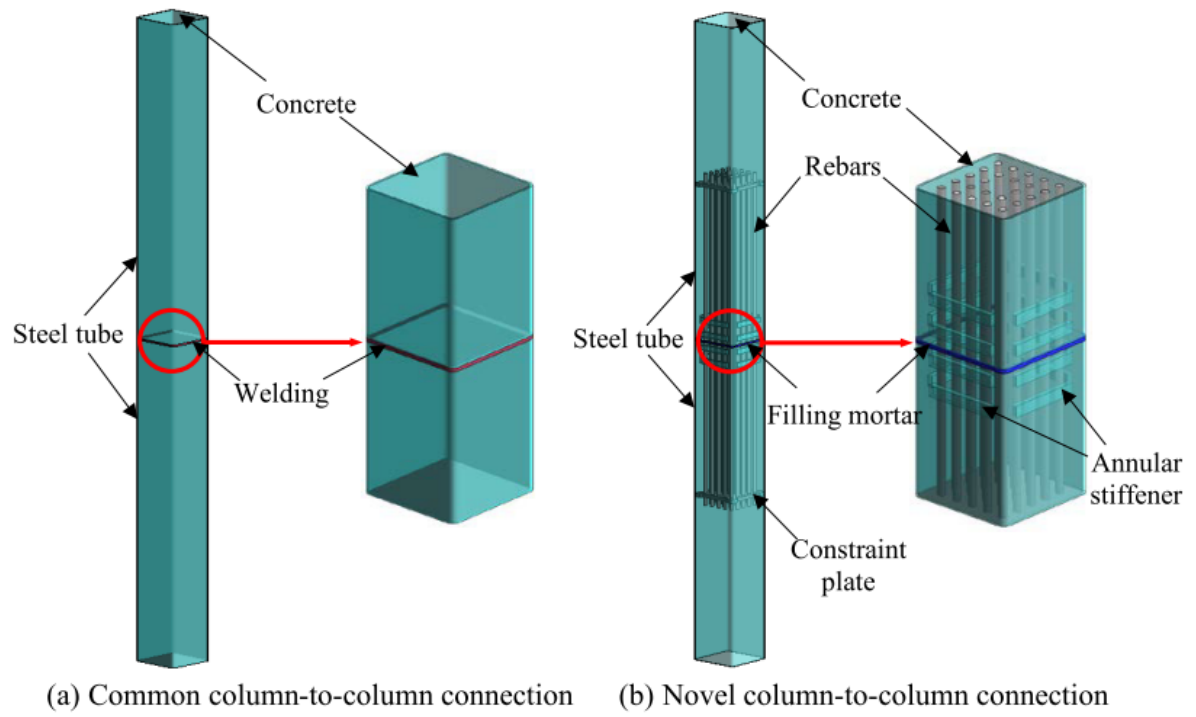 Concrete
Steel tube
Welding
(a) Common column-to-column connection
Concrete
Rebars
Steel tube
Filling mortar
Annular
stiffener
Constraint
plate
(b) Novel column-to-column connection